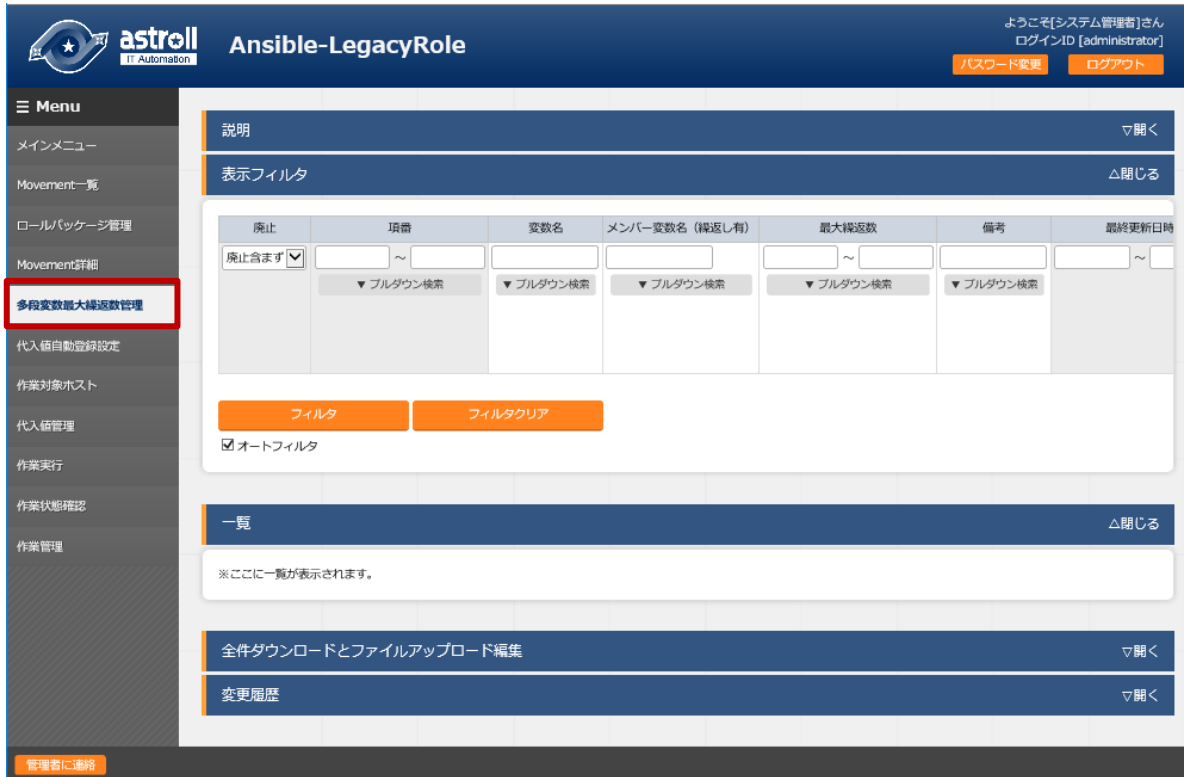 astroll
IT Automation
Ansible-LegacyRole
ようこそ[システム管理者]さん
ログインID [administrator]
パスワード変更 ログアウト
☰ Menu
メインメニュー
Movement一覧
ロールパッケージ管理
Movement詳細
多段変数最大繰返数管理
代入値自動登録設定
作業対象ホスト
代入値管理
作業実行
作業状態確認
作業管理
説明 ▽開く
表示フィルタ △閉じる
廃止 項番 変数名 メンバー変数名（繰返し有） 最大繰返数 備考 最終更新日時
廃止含まず ～ ～ ～
▼ プルダウン検索 ▼ プルダウン検索 ▼ プルダウン検索 ▼ プルダウン検索 ▼ プルダウン検索
フィルタ フィルタクリア
オートフィルタ
一覧 △閉じる
※ここに一覧が表示されます。
全件ダウンロードとファイルアップロード編集 ▽開く
変更履歴 ▽開く
管理者に連絡